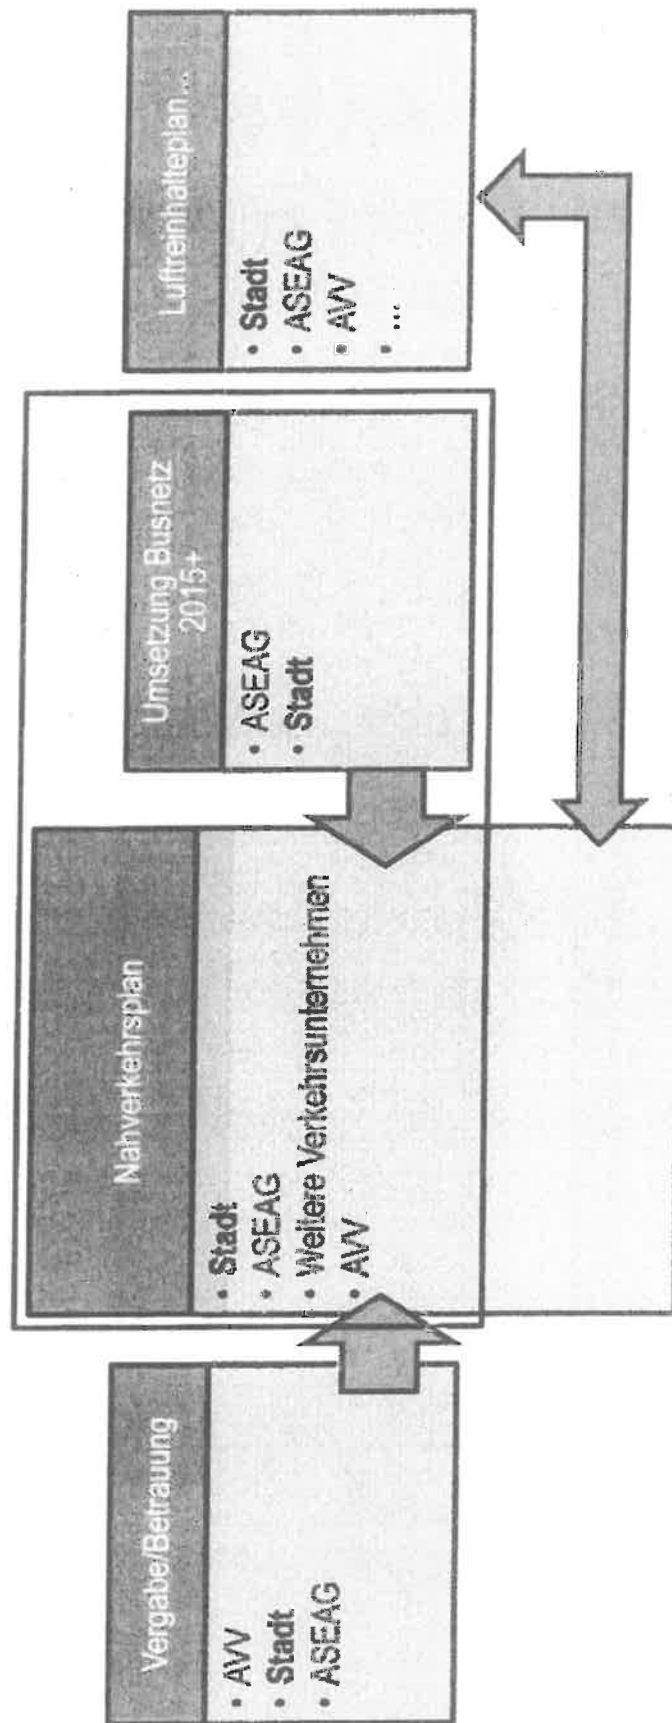 Vergabe/Betrauung
• AVV
• Stadt
• ASEAG
Nahverkehrsplan
• Stadt
• ASEAG
• Weitere Verkehrsunternehmen
• AVV
Umsetzung Busnetz
2015+
• ASEAG
• Stadt
Luftreinhalteplan...
• Stadt
• ASEAG
• AVV
• ...